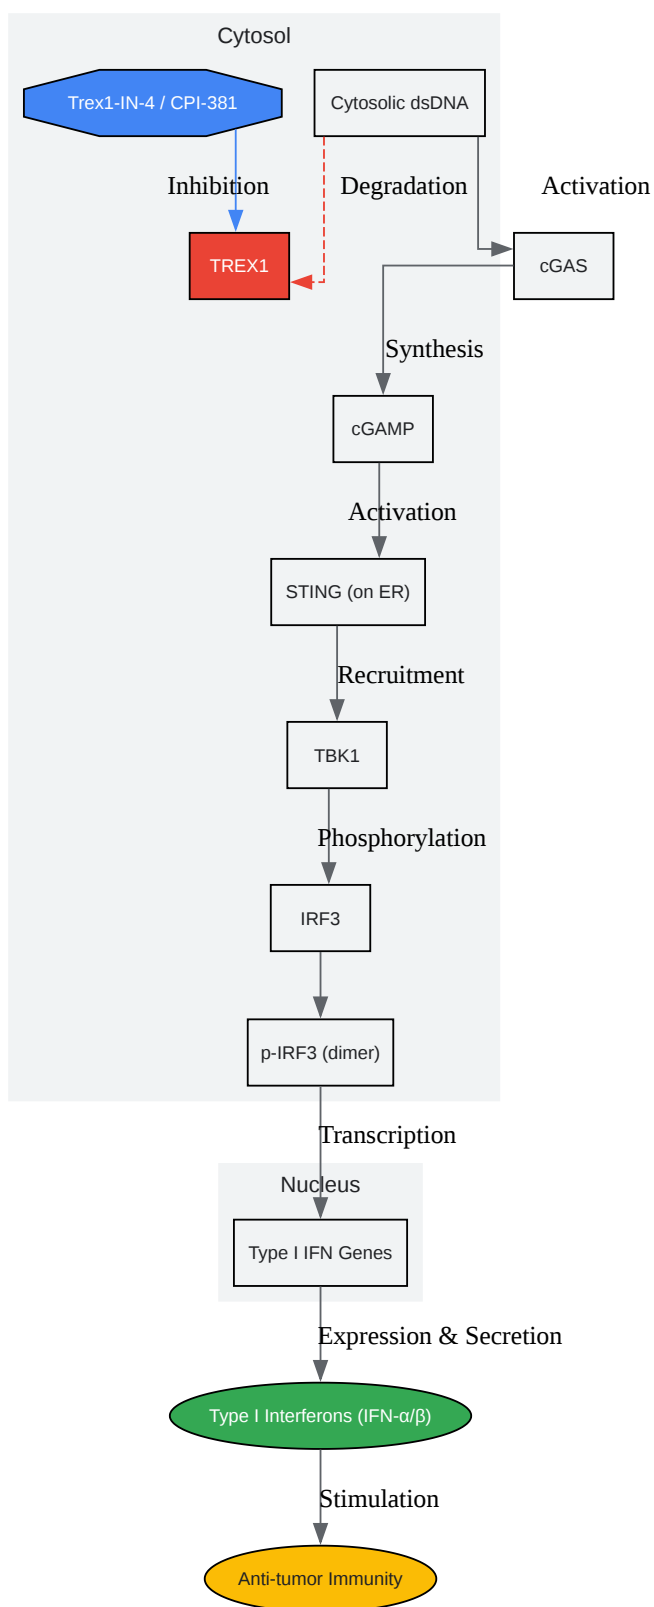 Cytosol
Trex1-IN-4 / CPI-381
Cytosolic dsDNA
Inhibition
Degradation
Activation
TREX1
cGAS
Synthesis
cGAMP
Activation
STING (on ER)
Recruitment
TBK1
Phosphorylation
IRF3
p-IRF3 (dimer)
Transcription
Nucleus
Type I IFN Genes
Expression & Secretion
Type I Interferons (IFN-α/β)
Stimulation
Anti-tumor Immunity